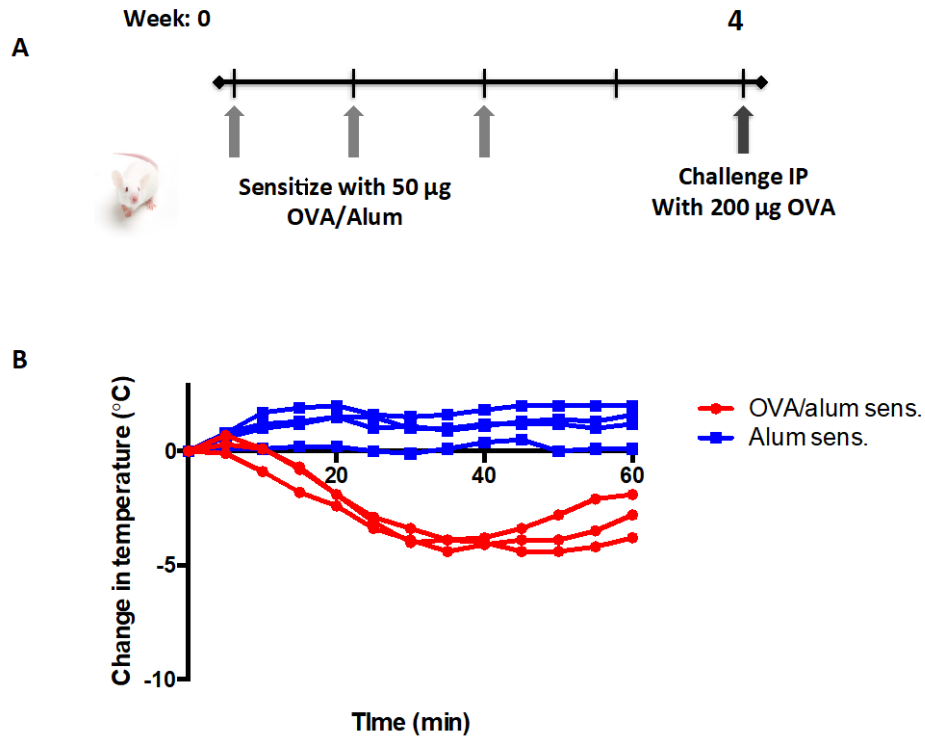 Week: 0
4
A
Sensitize with 50 µg
OVA/Alum
Challenge IP
With 200 µg OVA
B
Change in temperature (°C)
0
-5
-10
20
40
60
TIme (min)
OVA/alum sens.
Alum sens.